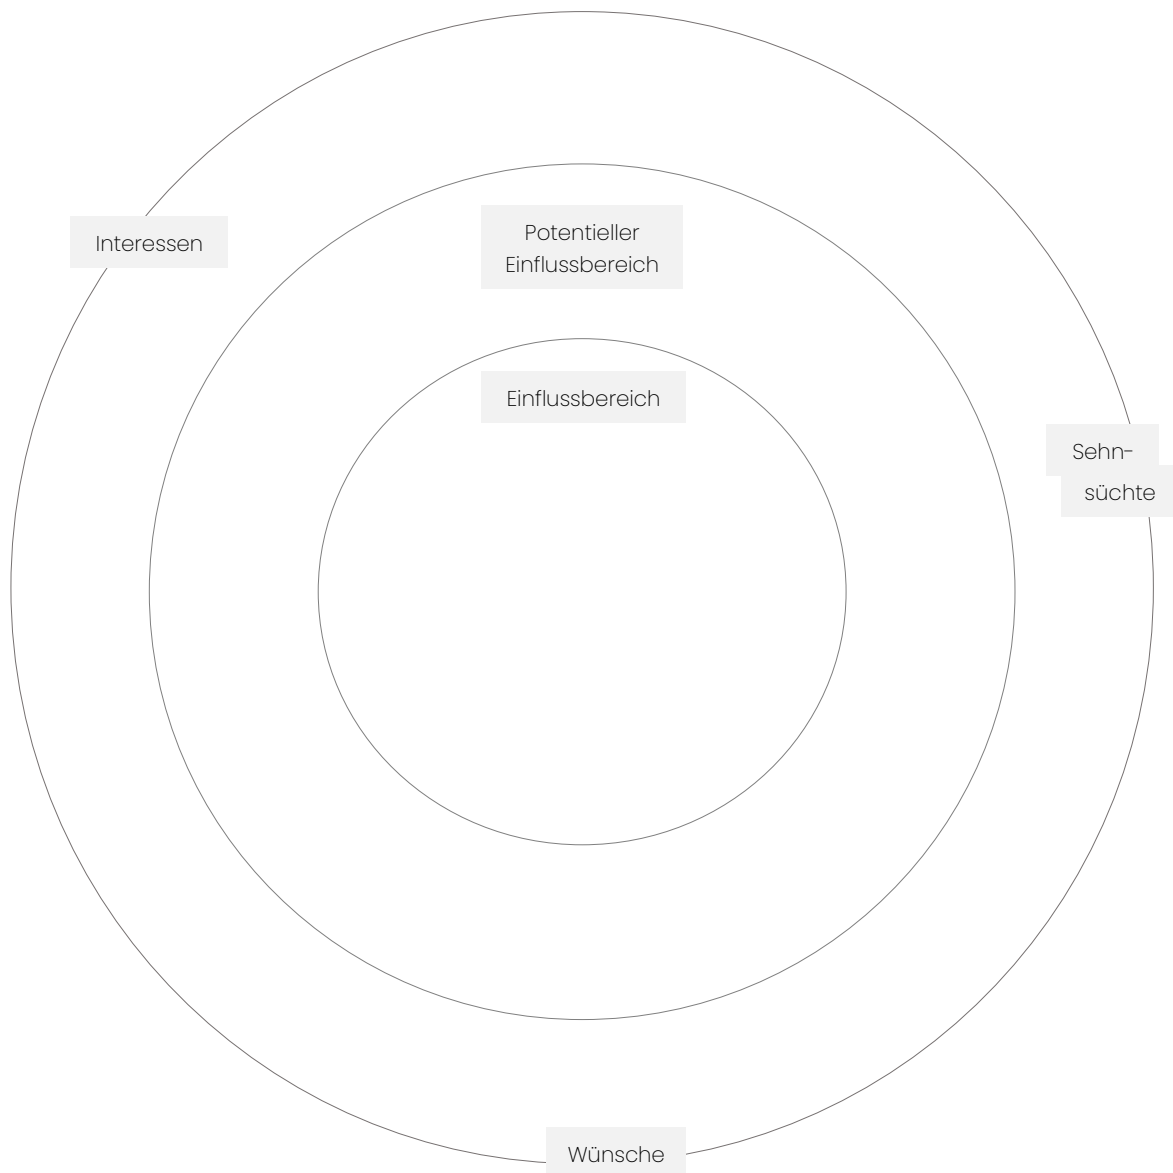 Potentieller
Einflussbereich
Interessen
Einflussbereich
Sehn-
süchte
Wünsche